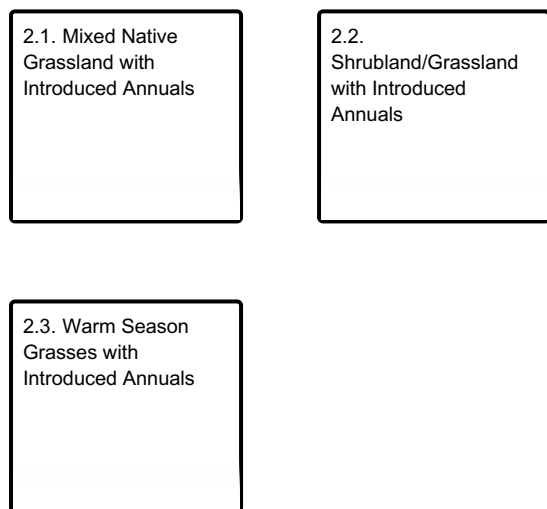 2.1. Mixed Native
Grassland with
Introduced Annuals
2.2.
Shrubland/Grassland
with Introduced
Annuals
2.3. Warm Season
Grasses with
Introduced Annuals